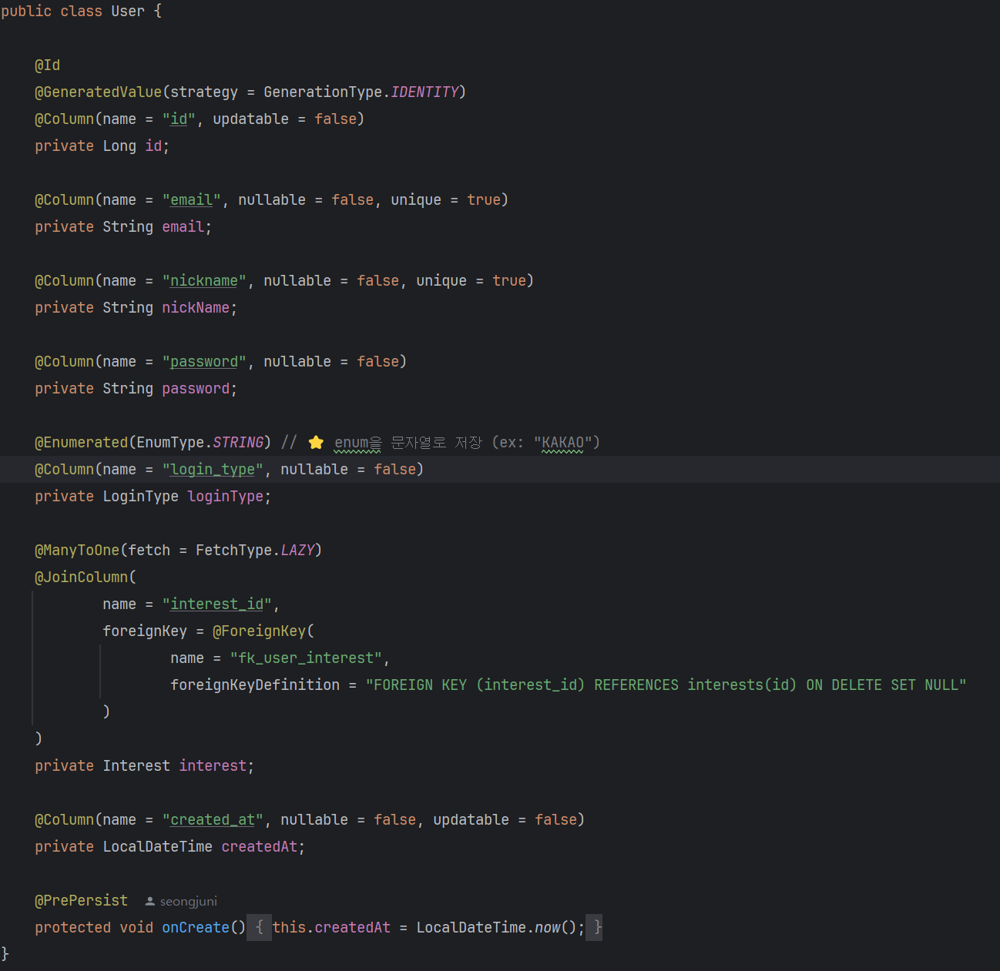 public class User {
@Id
@GeneratedValue(strategy = GenerationType.IDENTITY)
@Column(name = "id", updatable = false)
private Long id;
@Column(name = "email", nullable = false, unique = true)
private String email;
@Column(name = "nickname", nullable = false, unique = true)
private String nickName;
@Column(name = "password", nullable = false)
private String password;
@Enumerated(EnumType.STRING) // ⭐ enum을 문자열로 저장 (ex: "KAKAO")
@Column(name = "login_type", nullable = false)
private LoginType loginType;
@ManyToOne(fetch = FetchType.LAZY)
@JoinColumn(
name = "interest_id",
foreignKey = @ForeignKey(
name = "fk_user_interest",
foreignKeyDefinition = "FOREIGN KEY (interest_id) REFERENCES interests(id) ON DELETE SET NULL"
)
)
private Interest interest;
@Column(name = "created_at", nullable = false, updatable = false)
private LocalDateTime createdAt;
@PrePersist seongjuni
protected void onCreate() { this.createdAt = LocalDateTime.now(); }
}